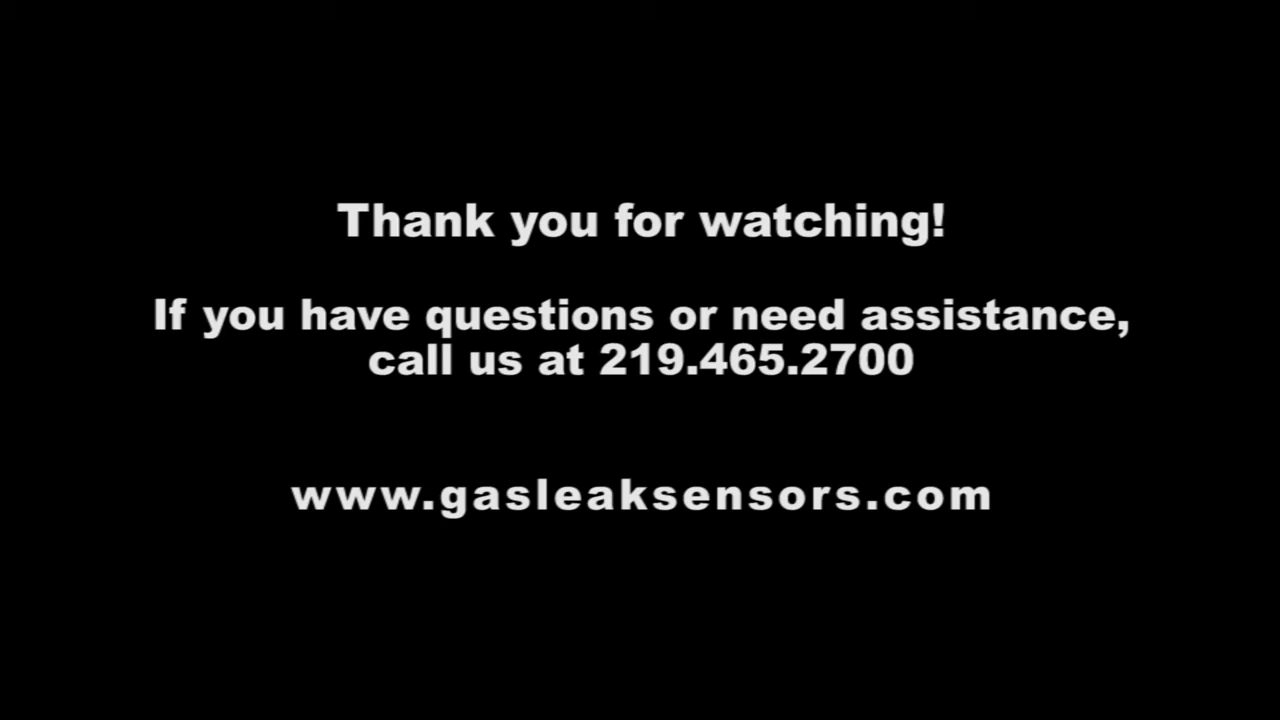 Thank you for watching!
If you have questions or need assistance,
call us at 219.465.2700
www.gasleaksensors.com